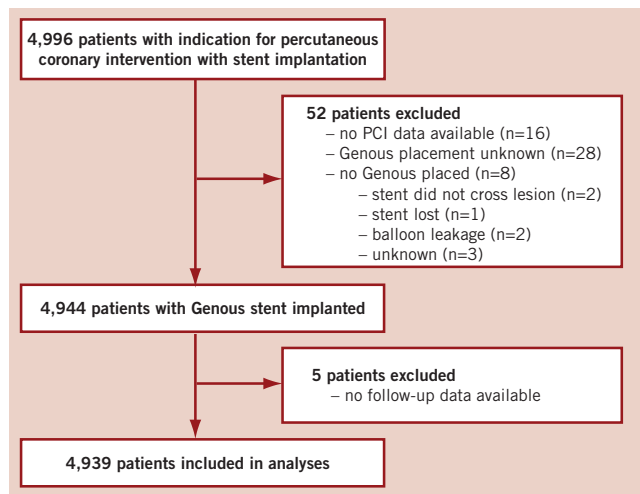 4,996 patients with indication for percutaneous
coronary intervention with stent implantation
52 patients excluded
– no PCI data available (n=16)
– Genous placement unknown (n=28)
– no Genous placed (n=8)
– stent did not cross lesion (n=2)
– stent lost (n=1)
– balloon leakage (n=2)
– unknown (n=3)
4,944 patients with Genous stent implanted
5 patients excluded
– no follow-up data available
4,939 patients included in analyses